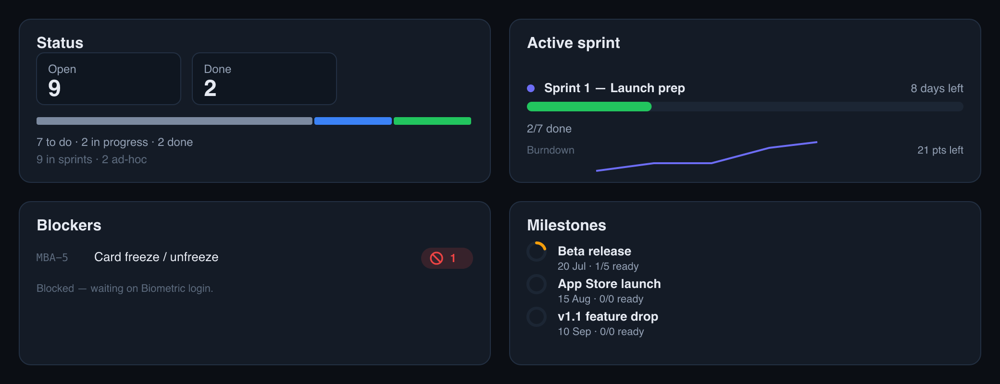 Status
Open
9
Done
2
7 to do · 2 in progress · 2 done
9 in sprints · 2 ad-hoc
Active sprint
Sprint 1 — Launch prep
8 days left
2/7 done
Burndown
21 pts left
Blockers
MBA-5
Card freeze / unfreeze
1
Blocked — waiting on Biometric login.
Milestones
Beta release
20 Jul · 1/5 ready
App Store launch
15 Aug · 0/0 ready
v1.1 feature drop
10 Sep · 0/0 ready